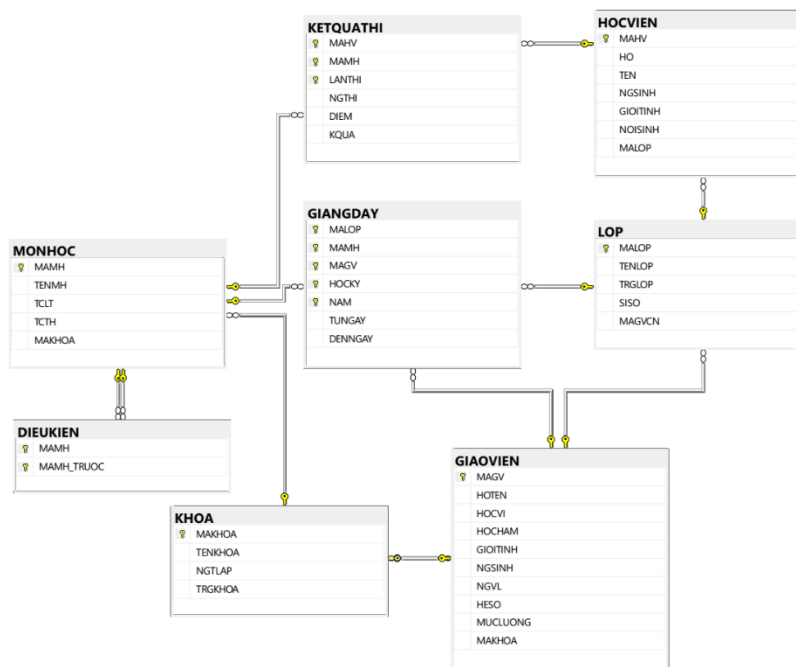 KETQUATHI
MAHV
MAMH
LANTHI
NGTHI
DIEM
KQUA
HOCVIEN
MAHV
HO
TEN
NGSINH
GIOITINH
NOISINH
MALOP
GIANGDAY
MALOP
MAMH
MAGV
HOCKY
NAM
TUNGAY
DENNGAY
LOP
MALOP
TENLOP
TRGLOP
SISO
MAGVCN
MONHOC
MAMH
TENMH
TCLT
TCTH
MAKHOA
DIEUKIEN
MAMH
MAMH_TRUOC
KHOA
MAKHOA
TENKHOA
NGTLAP
TRGKHOA
GIAOVIEN
MAGV
HOTEN
HOCVI
HOCHAM
GIOITINH
NGSINH
NGVL
HESO
MUCLUONG
MAKHOA